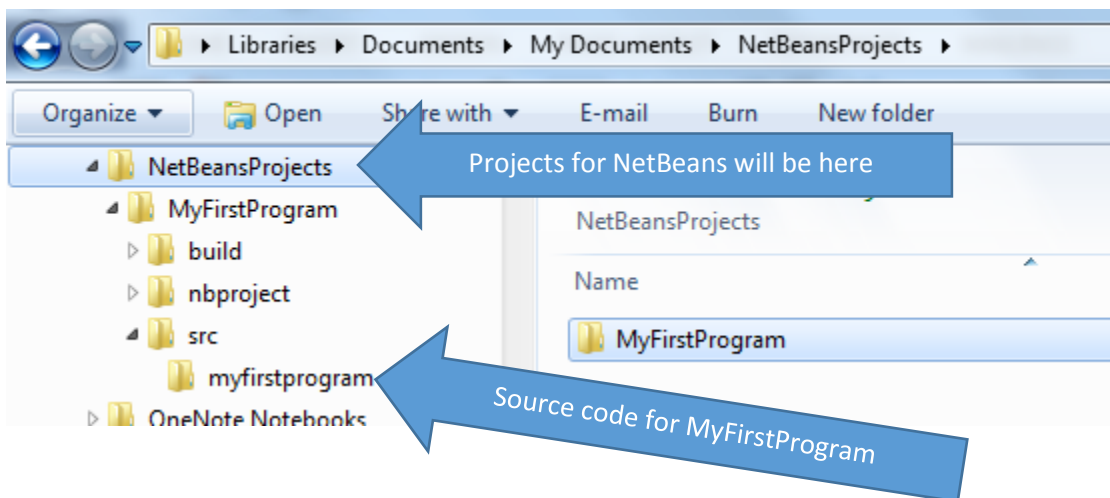 Libraries Documents My Documents NetBeansProjects
Organize Open Share with E-mail Burn New folder
NetBeansProjects
Projects for NetBeans will be here
MyFirstProgram
NetBeansProjects
build
Name
nbproject
src
MyFirstProgram
myfirstprogram
Source code for MyFirstProgram
OneNote Notebooks